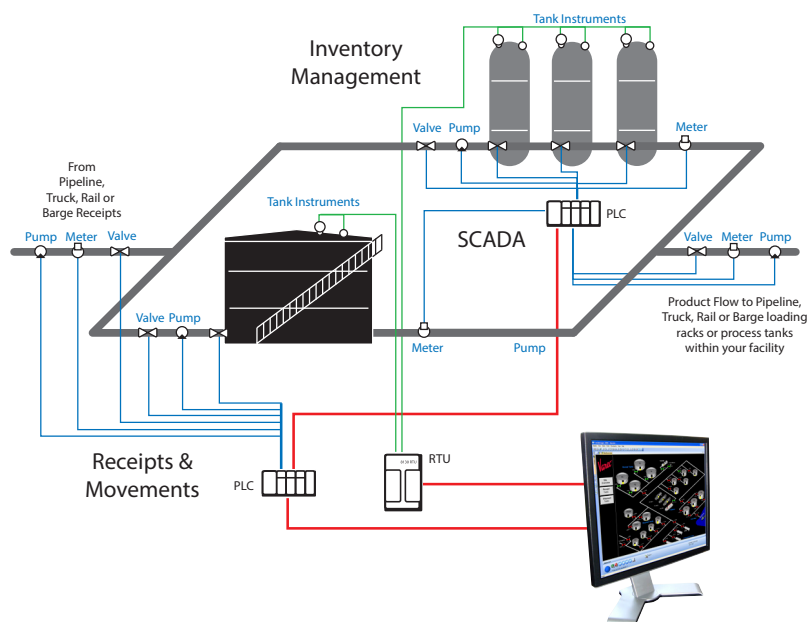 Tank Instruments
Inventory
Management
Valve
Pump
Meter
From
Pipeline,
Truck, Rail or
Barge Receipts
Tank Instruments
PLC
SCADA
Pump
Meter
Valve
Valve
Meter
Pump
Valve
Pump
Meter
Pump
Product Flow to Pipeline,
Truck, Rail or Barge loading
racks or process tanks
within your facility
Receipts &
Movements
PLC
RTU
6130 RTU